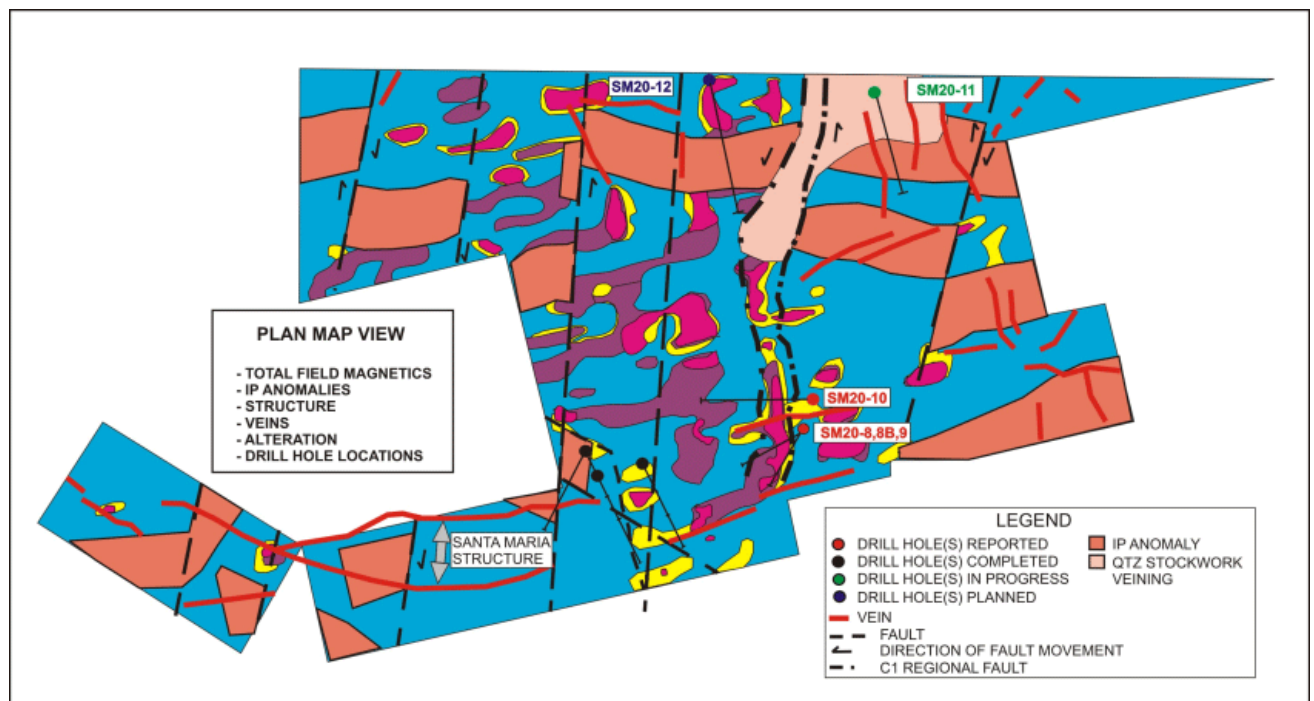 SM20-12
SM20-11
PLAN MAP VIEW
- TOTAL FIELD MAGNETICS
- IP ANOMALIES
- STRUCTURE
- VEINS
- ALTERATION
- DRILL HOLE LOCATIONS
SM20-10
SM20-8,8B,9
SANTA MARIA
STRUCTURE
LEGEND
DRILL HOLE(S) REPORTED
DRILL HOLE(S) COMPLETED
DRILL HOLE(S) IN PROGRESS
DRILL HOLE(S) PLANNED
VEIN
FAULT
DIRECTION OF FAULT MOVEMENT
C1 REGIONAL FAULT
IP ANOMALY
QTZ STOCKWORK
VEINING